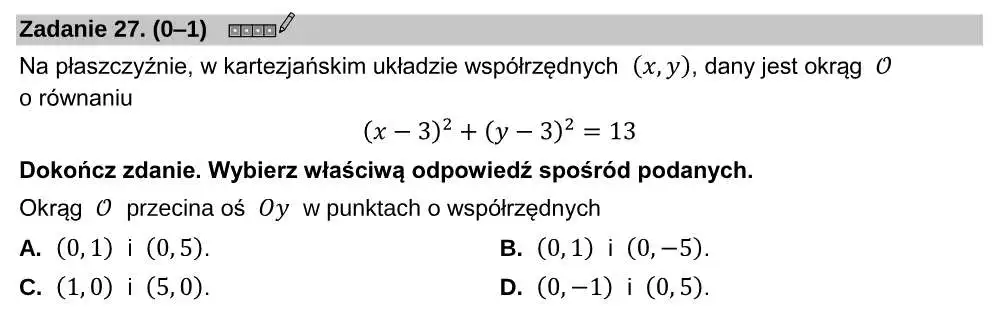 Zadanie 27. (0–1)
Na płaszczyźnie, w kartezjańskim układzie współrzędnych (x, y), dany jest okrąg 𝒪
o równaniu
(x − 3)² + (y − 3)² = 13
Dokończ zdanie. Wybierz właściwą odpowiedź spośród podanych.
Okrąg 𝒪 przecina oś Oy w punktach o współrzędnych
A. (0, 1) i (0, 5). B. (0, 1) i (0, −5).
C. (1, 0) i (5, 0). D. (0, −1) i (0, 5).